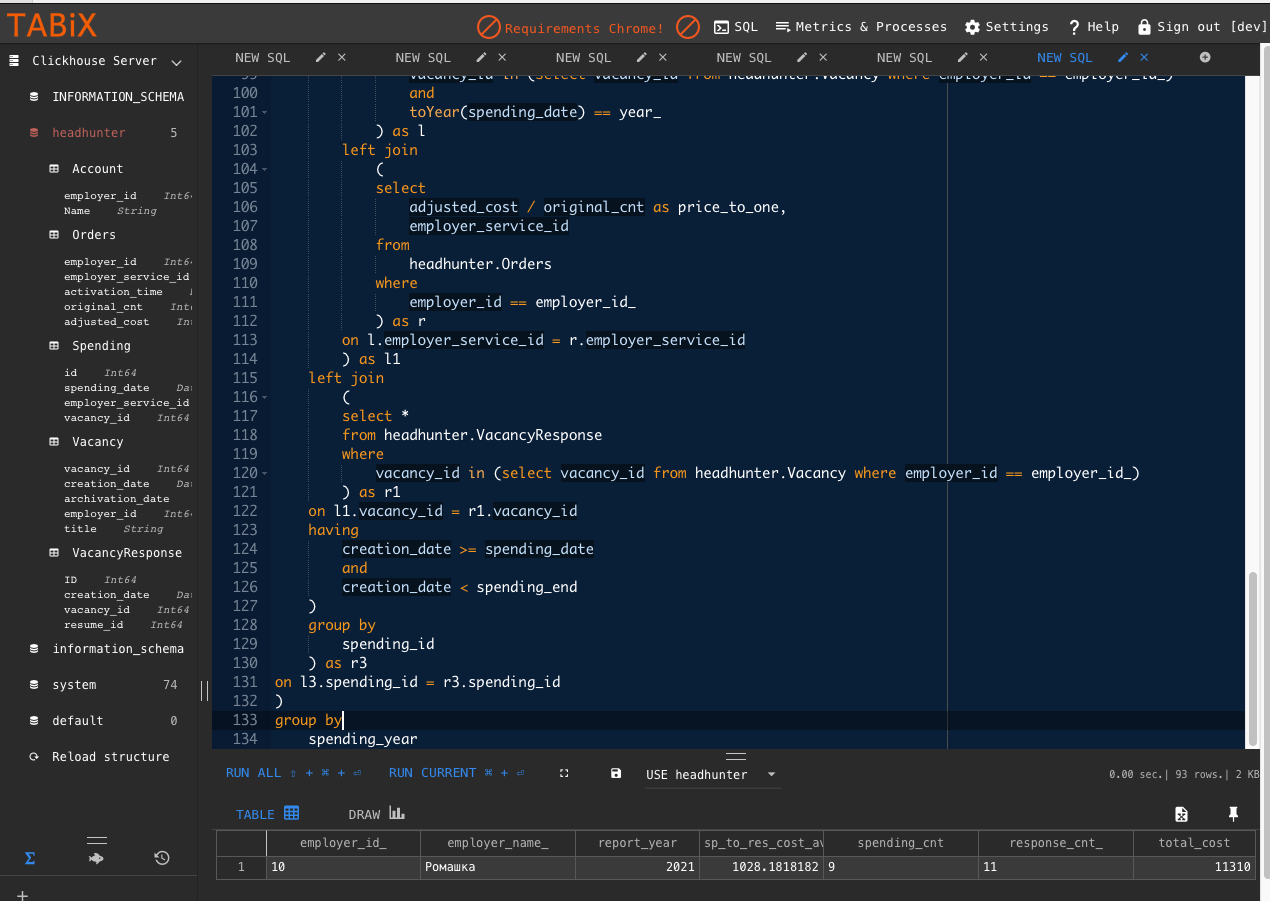 TABiX
Requirements Chrome!
SQL
Metrics & Processes
Settings
Help
Sign out [dev]
Clickhouse Server
NEW SQL
NEW SQL
NEW SQL
NEW SQL
NEW SQL
NEW SQL
INFORMATION_SCHEMA
headhunter 5
Account
employer_id Int64
Name String
Orders
employer_id Int64
employer_service_id
activation_time
original_cnt Int
adjusted_cost In
Spending
id Int64
spending_date Da
employer_service_id
vacancy_id Int64
Vacancy
vacancy_id Int64
creation_date Da
archivation_date
employer_id Int6
title String
VacancyResponse
ID Int64
creation_date Da
vacancy_id Int64
resume_id Int64
information_schema
system 74
default 0
Reload structure
99 vacancy_id in (select vacancy_id from headhunter.Vacancy where employer_id == employer_id_)
100 and
101 toYear(spending_date) == year_
102 ) as l
103 left join
104 (
105 select
106 adjusted_cost / original_cnt as price_to_one,
107 employer_service_id
108 from
109 headhunter.Orders
110 where
111 employer_id == employer_id_
112 ) as r
113 on l.employer_service_id = r.employer_service_id
114 ) as l1
115 left join
116 (
117 select *
118 from headhunter.VacancyResponse
119 where
120 vacancy_id in (select vacancy_id from headhunter.Vacancy where employer_id == employer_id_)
121 ) as r1
122 on l1.vacancy_id = r1.vacancy_id
123 having
124 creation_date >= spending_date
125 and
126 creation_date < spending_end
127 )
128 group by
129 spending_id
130 ) as r3
131 on l3.spending_id = r3.spending_id
132 )
133 group by
134 spending_year
RUN ALL ⇧ + ⌘ + ⏎
RUN CURRENT ⌘ + ⏎
USE headhunter
0.00 sec.| 93 rows.| 2 KB
TABLE
DRAW
employer_id_ employer_name_ report_year sp_to_res_cost_av spending_cnt response_cnt_ total_cost
1 10 Ромашка 2021 1028.1818182 9 11 11310